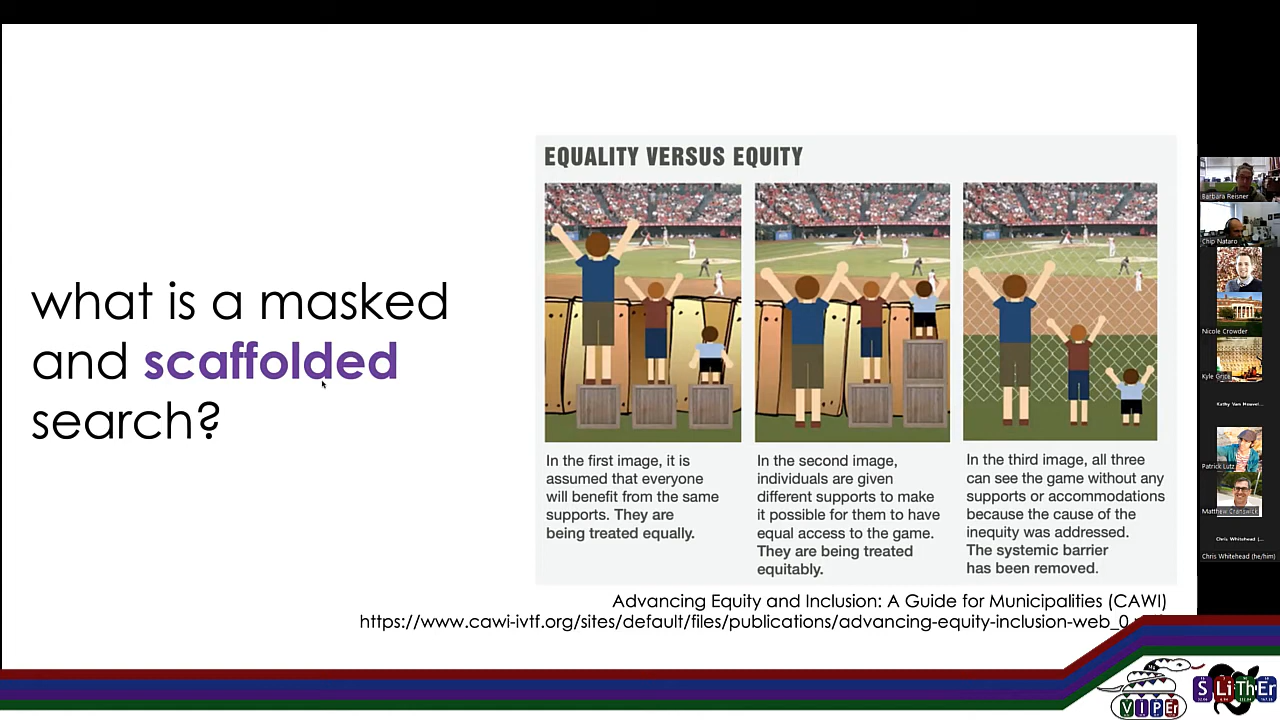 what is a masked
and scaffolded
search?
EQUALITY VERSUS EQUITY
In the first image, it is
assumed that everyone
will benefit from the same
supports. They are
being treated equally.
In the second image,
individuals are given
different supports to make
it possible for them to have
equal access to the game.
They are being treated
equitably.
In the third image, all three
can see the game without any
supports or accommodations
because the cause of the
inequity was addressed.
The systemic barrier
has been removed.
Advancing Equity and Inclusion: A Guide for Municipalities (CAWI)
https://www.cawi-ivtf.org/sites/default/files/publications/advancing-equity-inclusion-web_0
VIPEr
S Li Th Er
Barbara Reisner
Chip Nataro
Nicole Crowder
Kyle Grice
Kathy Van Heuvel...
Patrick Lutz
Matthew Cranswick
Chris Whitehead (...
Chris Whitehead (he/him)